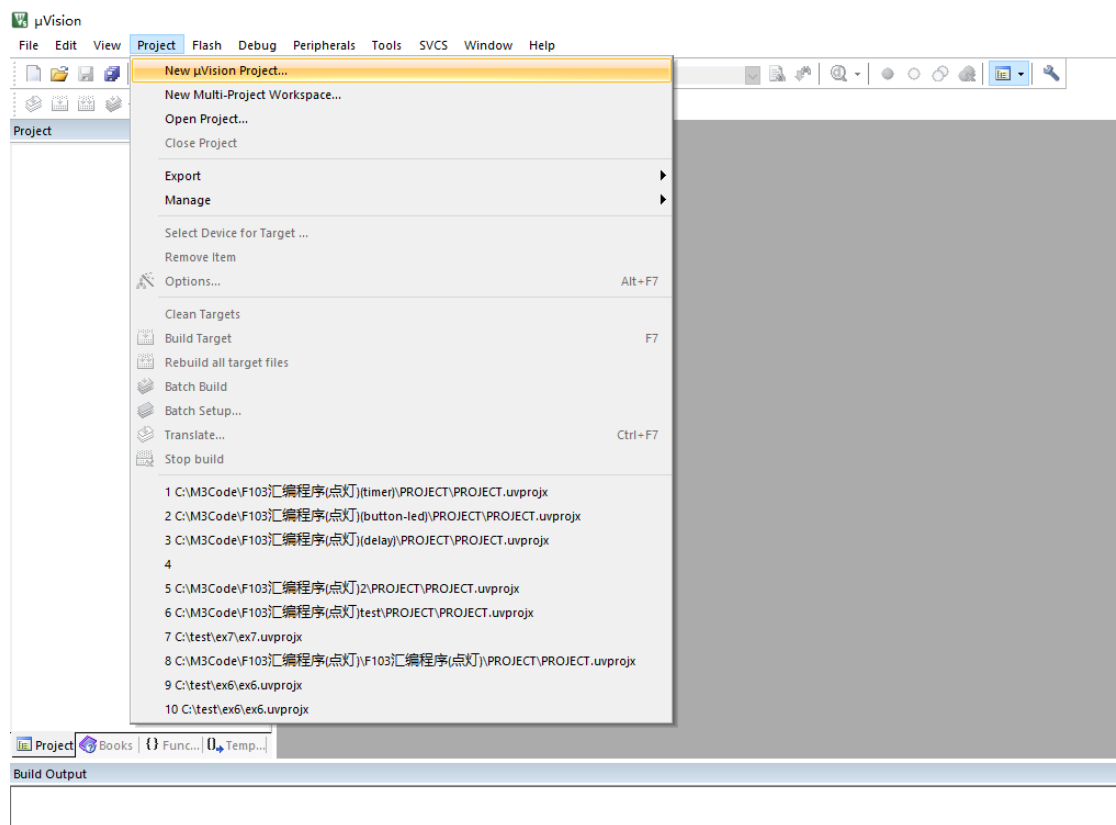 µVision
File Edit View Project Flash Debug Peripherals Tools SVCS Window Help
New µVision Project...
New Multi-Project Workspace...
Project
Open Project...
Close Project
Export
Manage
Select Device for Target ...
Remove Item
Options... Alt+F7
Clean Targets
Build Target F7
Rebuild all target files
Batch Build
Batch Setup...
Translate... Ctrl+F7
Stop build
1 C:\M3Code\F103汇编程序(点灯)(timer)\PROJECT\PROJECT.uvprojx
2 C:\M3Code\F103汇编程序(点灯)(button-led)\PROJECT\PROJECT.uvprojx
3 C:\M3Code\F103汇编程序(点灯)(delay)\PROJECT\PROJECT.uvprojx
4
5 C:\M3Code\F103汇编程序(点灯)2\PROJECT\PROJECT.uvprojx
6 C:\M3Code\F103汇编程序(点灯)test\PROJECT\PROJECT.uvprojx
7 C:\test\ex7\ex7.uvprojx
8 C:\M3Code\F103汇编程序(点灯)\F103汇编程序(点灯)\PROJECT\PROJECT.uvprojx
9 C:\test\ex6\ex6.uvprojx
10 C:\test\ex6\ex6.uvprojx
Project Books {} Func... 0 Temp...
Build Output